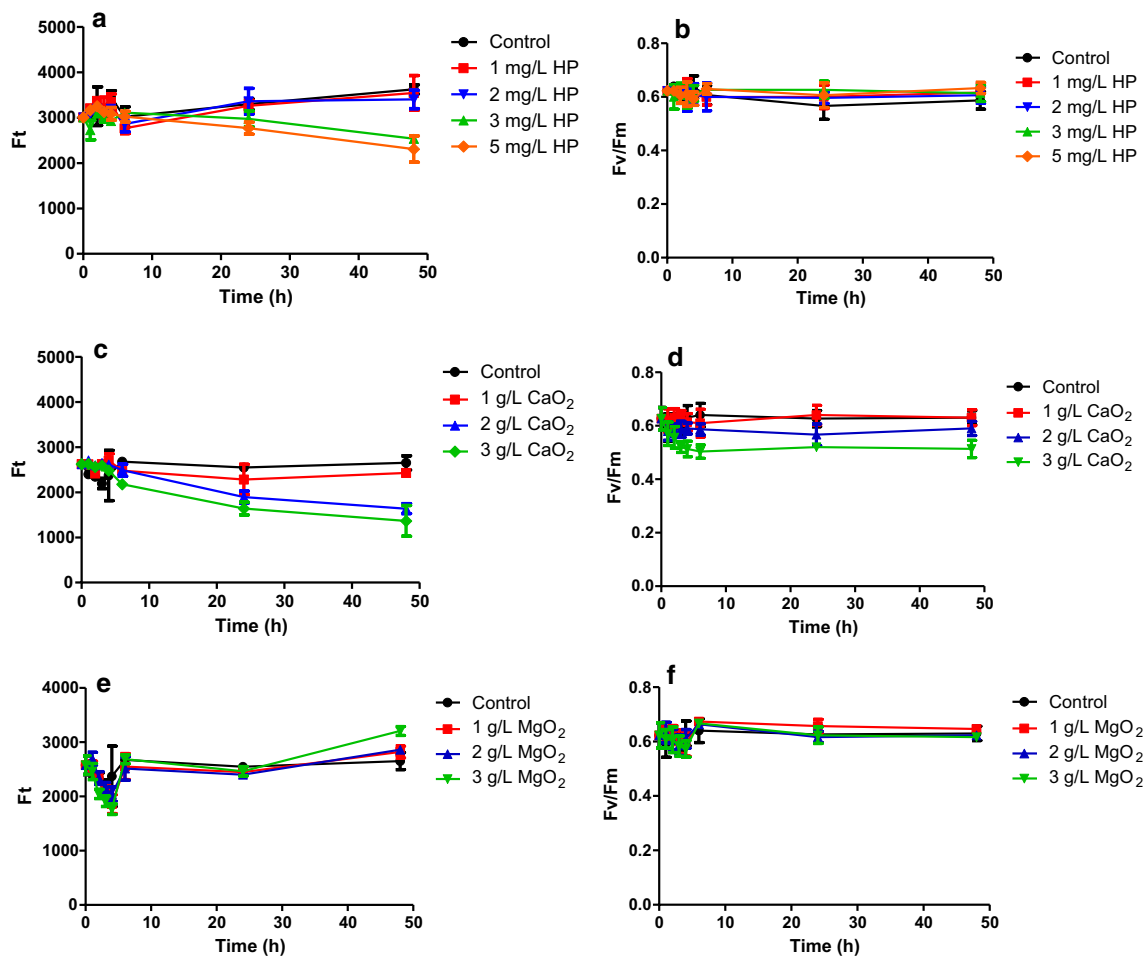 a
5000
4000
3000
2000
1000
0
Ft
0 10 20 30 40 50
Time (h)
Control
1 mg/L HP
2 mg/L HP
3 mg/L HP
5 mg/L HP
b
0.8
0.6
0.4
0.2
0.0
Fv/Fm
0 10 20 30 40 50
Time (h)
Control
1 mg/L HP
2 mg/L HP
3 mg/L HP
5 mg/L HP
c
5000
4000
3000
2000
1000
0
Ft
0 10 20 30 40 50
Time (h)
Control
1 g/L CaO2
2 g/L CaO2
3 g/L CaO2
d
0.8
0.6
0.4
0.2
0.0
Fv/Fm
0 10 20 30 40 50
Time (h)
Control
1 g/L CaO2
2 g/L CaO2
3 g/L CaO2
e
4000
3000
2000
1000
0
Ft
0 10 20 30 40 50
Time (h)
Control
1 g/L MgO2
2 g/L MgO2
3 g/L MgO2
f
0.8
0.6
0.4
0.2
0.0
Fv/Fm
0 10 20 30 40 50
Time (h)
Control
1 g/L MgO2
2 g/L MgO2
3 g/L MgO2